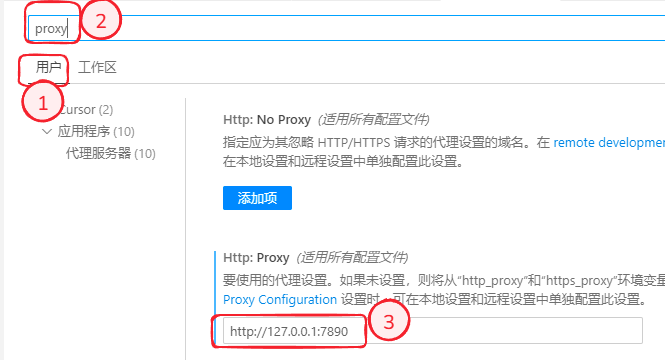 proxy
2
用户 工作区
1
Cursor (2)
应用程序 (10)
代理服务器 (10)
Http: No Proxy (适用所有配置文件)
指定应为其忽略 HTTP/HTTPS 请求的代理设置的域名。在 remote developmen
在本地设置和远程设置中单独配置此设置。
添加项
Http: Proxy (适用所有配置文件)
要使用的代理设置。如果未设置，则将从“http_proxy”和“https_proxy”环境变量
Proxy Configuration 设置时，可在本地设置和远程设置中单独配置此设置。
http://127.0.0.1:7890
3